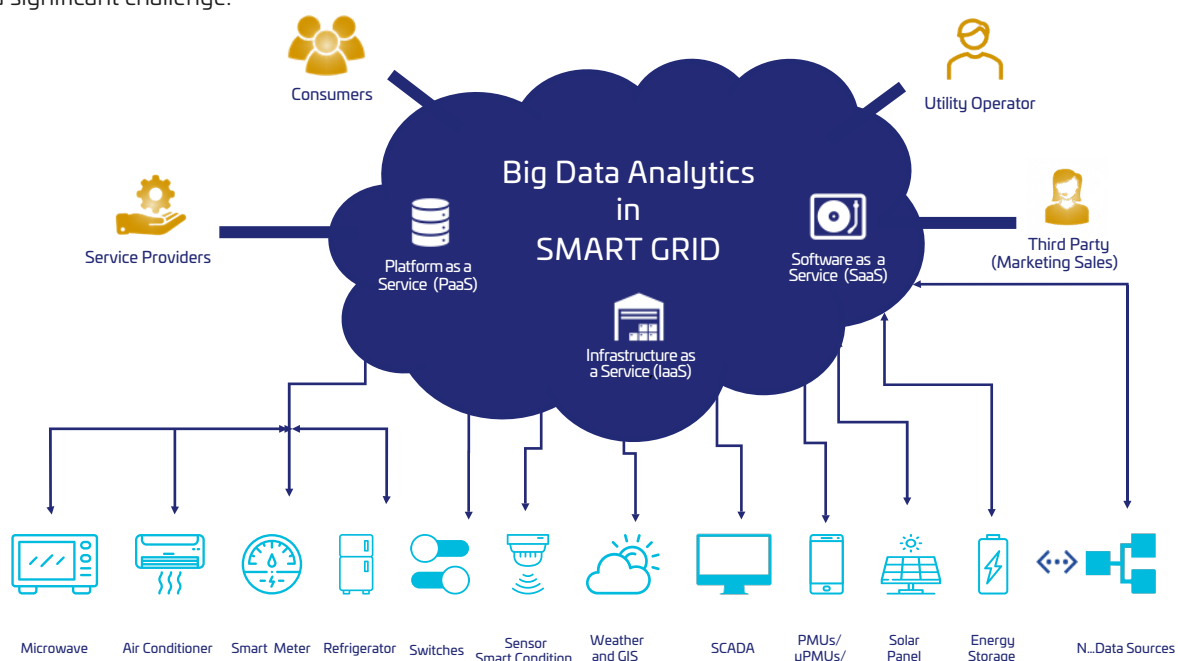 a significant challenge.
Consumers
Utility Operator
Big Data Analytics
in
SMART GRID
Service Providers
Platform as a
Service (PaaS)
Software as a
Service (SaaS)
Third Party
(Marketing Sales)
Infrastructure as
a Service (IaaS)
Microwave
Air Conditioner
Smart Meter
Refrigerator
Switches
Sensor
Smart Condition
Weather
and GIS
SCADA
PMUs/
µPMUs/
Solar
Panel
Energy
Storage
N...Data Sources